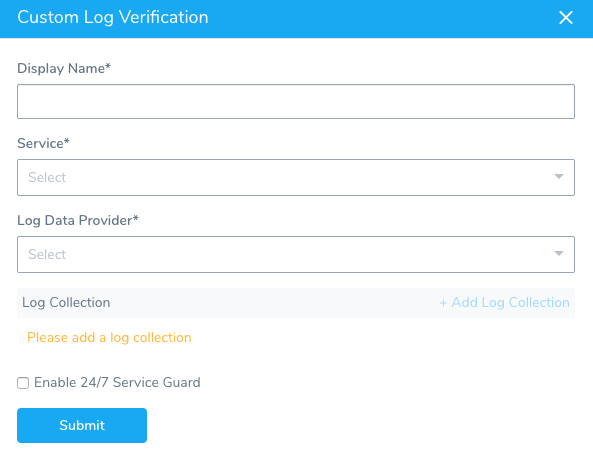 Custom Log Verification
Display Name*
Service*
Select
Log Data Provider*
Select
Log Collection + Add Log Collection
Please add a log collection
Enable 24/7 Service Guard
Submit